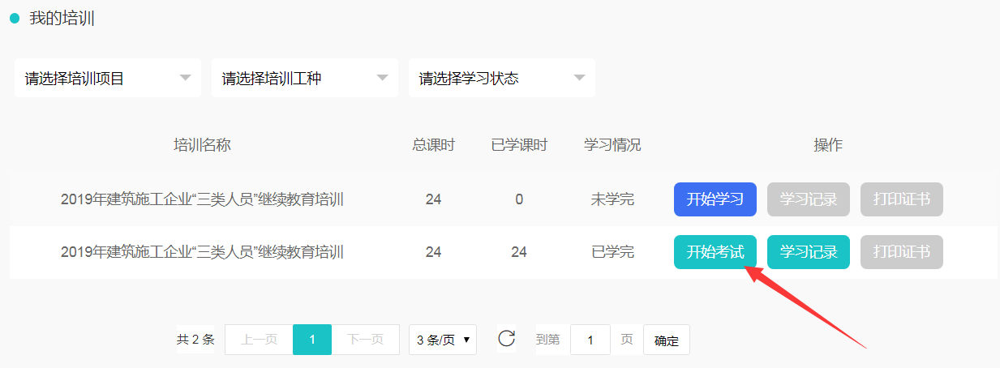 我的培训
请选择培训项目 请选择培训工种 请选择学习状态
培训名称 总课时 已学课时 学习情况 操作
2019年建筑施工企业“三类人员”继续教育培训 24 0 未学完 开始学习 学习记录 打印证书
2019年建筑施工企业“三类人员”继续教育培训 24 24 已学完 开始考试 学习记录 打印证书
共 2 条 上一页 1 下一页 3 条/页 到第 1 页 确定